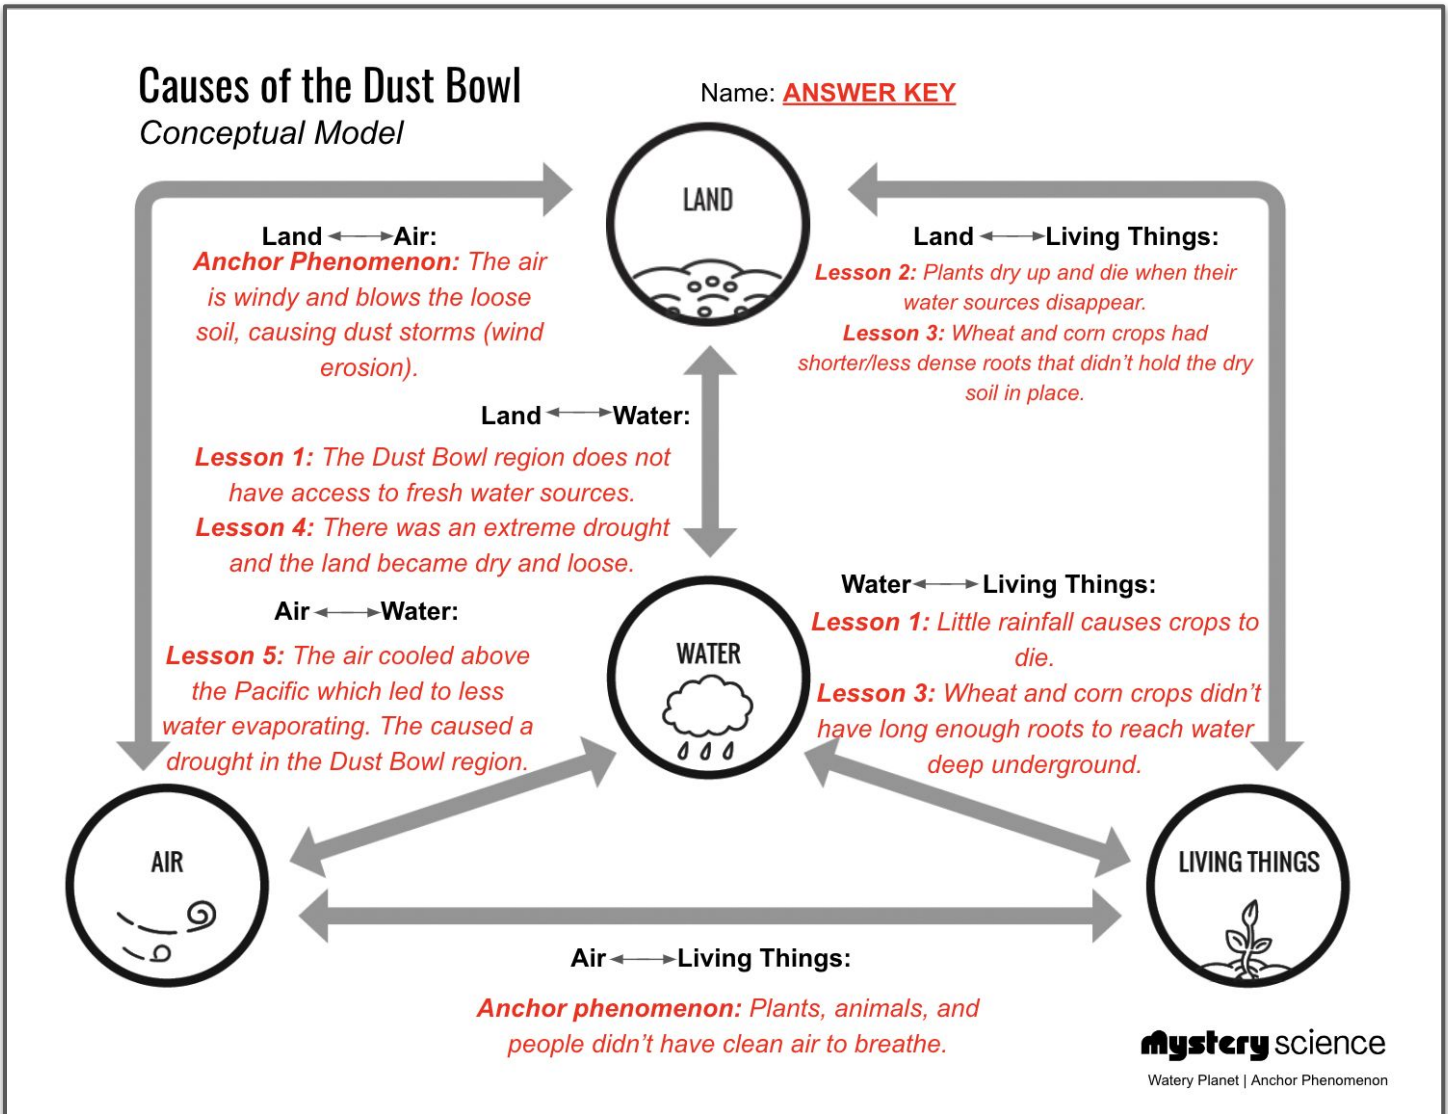 Causes of the Dust Bowl
Conceptual Model
Name: ANSWER KEY
LAND
Land ⟷ Air:
Anchor Phenomenon: The air
is windy and blows the loose
soil, causing dust storms (wind
erosion).
Land ⟷ Living Things:
Lesson 2: Plants dry up and die when their
water sources disappear.
Lesson 3: Wheat and corn crops had
shorter/less dense roots that didn't hold the dry
soil in place.
Land ⟷ Water:
Lesson 1: The Dust Bowl region does not
have access to fresh water sources.
Lesson 4: There was an extreme drought
and the land became dry and loose.
Air ⟷ Water:
Lesson 5: The air cooled above
the Pacific which led to less
water evaporating. The caused a
drought in the Dust Bowl region.
WATER
Water ⟷ Living Things:
Lesson 1: Little rainfall causes crops to
die.
Lesson 3: Wheat and corn crops didn't
have long enough roots to reach water
deep underground.
AIR
LIVING THINGS
Air ⟷ Living Things:
Anchor phenomenon: Plants, animals, and
people didn't have clean air to breathe.
mystery science
Watery Planet | Anchor Phenomenon